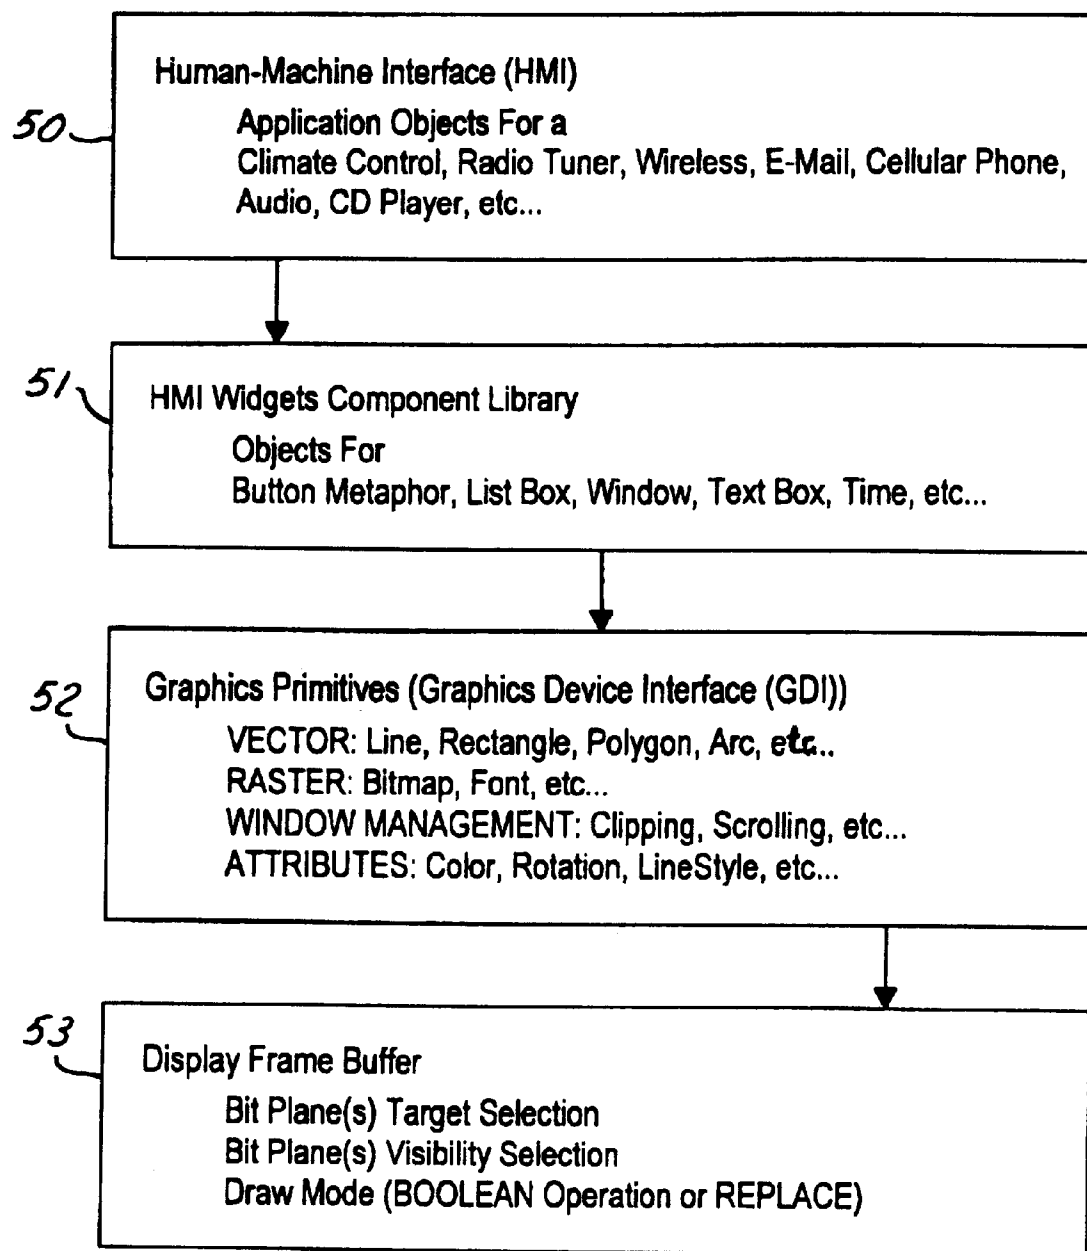 50
Human-Machine Interface (HMI)
Application Objects For a
Climate Control, Radio Tuner, Wireless, E-Mail, Cellular Phone,
Audio, CD Player, etc...
51
HMI Widgets Component Library
Objects For
Button Metaphor, List Box, Window, Text Box, Time, etc...
52
Graphics Primitives (Graphics Device Interface (GDI))
VECTOR: Line, Rectangle, Polygon, Arc, etc...
RASTER: Bitmap, Font, etc...
WINDOW MANAGEMENT: Clipping, Scrolling, etc...
ATTRIBUTES: Color, Rotation, LineStyle, etc...
53
Display Frame Buffer
Bit Plane(s) Target Selection
Bit Plane(s) Visibility Selection
Draw Mode (BOOLEAN Operation or REPLACE)